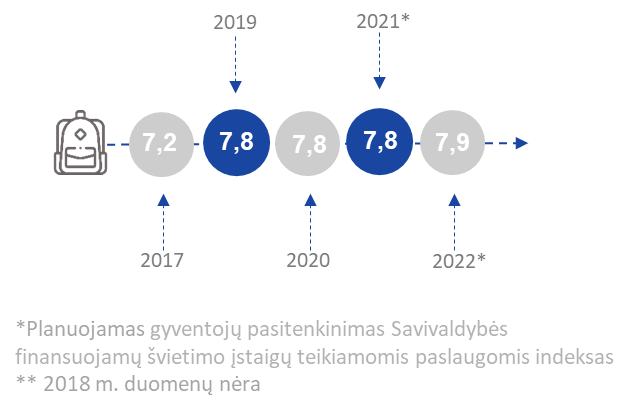 2019 2021*
7,2 7,8 7,8 7,8 7,9
2017 2020 2022*
*Planuojamas gyventojų pasitenkinimas Savivaldybės
finansuojamų švietimo įstaigų teikiamomis paslaugomis indeksas
** 2018 m. duomenų nėra